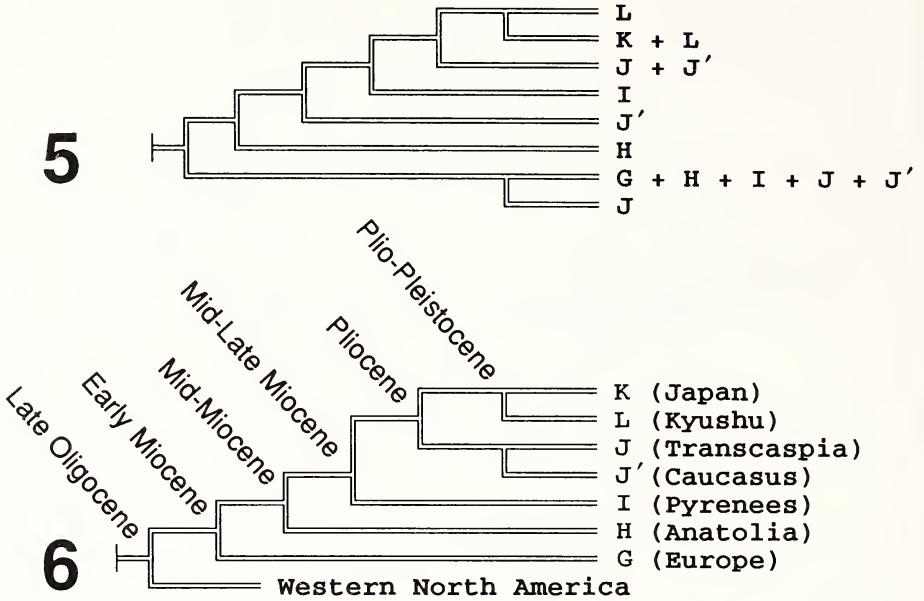 L
K + L
J + J′
I
5
J′
H
G + H + I + J + J′
J
Late Oligocene
Early Miocene
Mid-Miocene
Mid-Late Miocene
Pliocene
Plio-Pleistocene
K (Japan)
L (Kyushu)
J (Transcaspia)
J′ (Caucasus)
I (Pyrenees)
H (Anatolia)
6
G (Europe)
Western North America